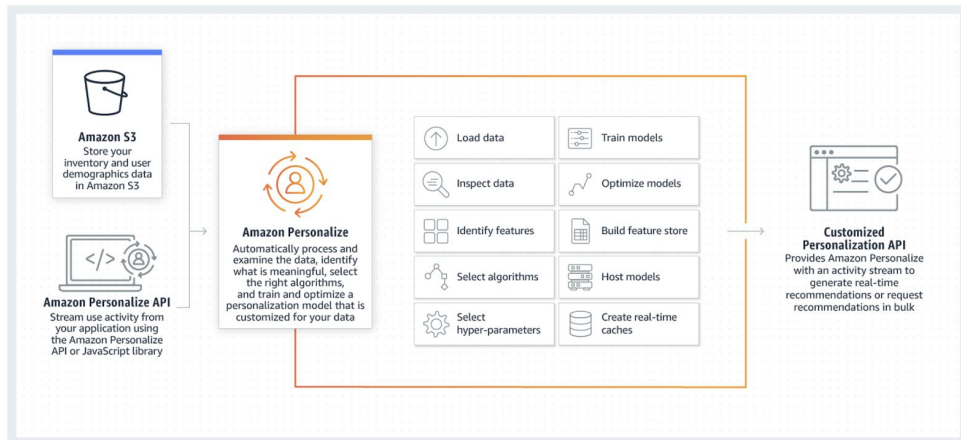 Amazon S3
Store your
inventory and user
demographics data
in Amazon S3
</>
Amazon Personalize API
Stream use activity from
your application using
the Amazon Personalize
API or JavaScript library
Amazon Personalize
Automatically process and
examine the data, identify
what is meaningful, select
the right algorithms,
and train and optimize a
personalization model that is
customized for your data
Load data
Train models
Inspect data
Optimize models
Identify features
Build feature store
Select algorithms
Host models
Select
hyper-parameters
Create real-time
caches
Customized
Personalization API
Provides Amazon Personalize
with an activity stream to
generate real-time
recommendations or request
recommendations in bulk